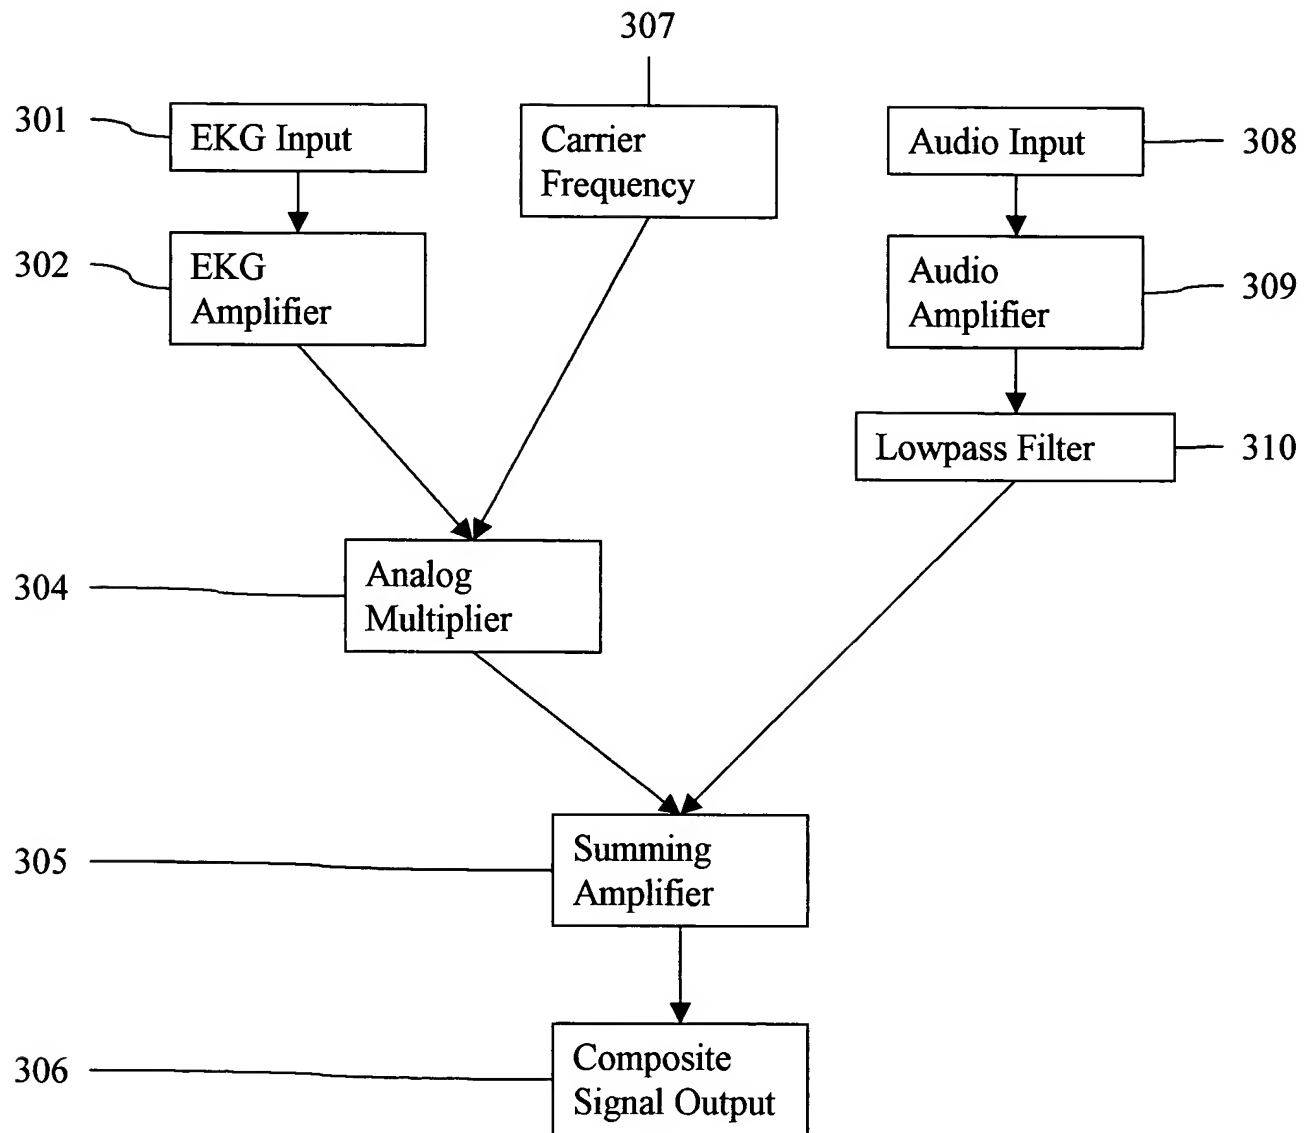 307
301
EKG Input
Carrier
Frequency
Audio Input
308
302
EKG
Amplifier
Audio
Amplifier
309
Lowpass Filter
310
304
Analog
Multiplier
305
Summing
Amplifier
306
Composite
Signal Output